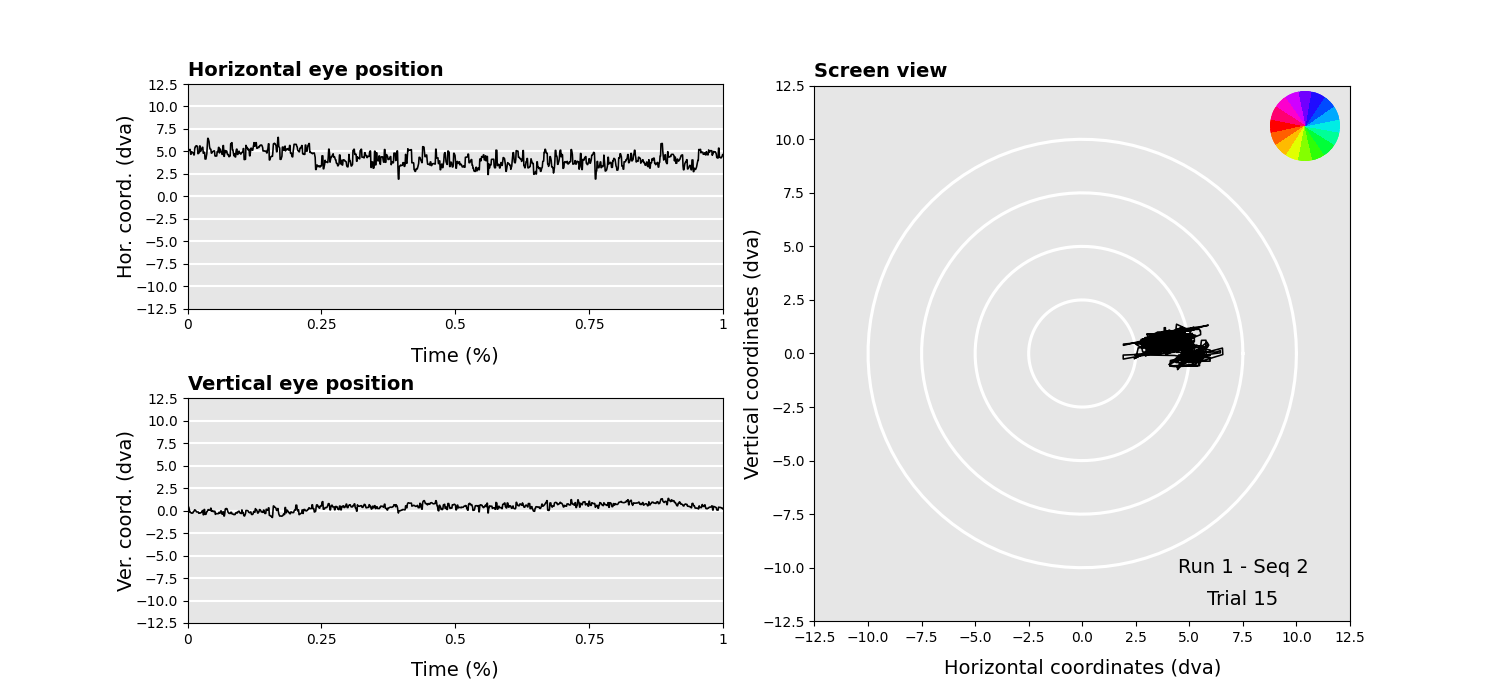 Horizontal eye position
Hor. coord. (dva)
12.5
10.0
7.5
5.0
2.5
0.0
−2.5
−5.0
−7.5
−10.0
−12.5
0 0.25 0.5 0.75 1
Time (%)
Vertical eye position
Ver. coord. (dva)
12.5
10.0
7.5
5.0
2.5
0.0
−2.5
−5.0
−7.5
−10.0
−12.5
0 0.25 0.5 0.75 1
Time (%)
Screen view
Vertical coordinates (dva)
12.5
10.0
7.5
5.0
2.5
0.0
−2.5
−5.0
−7.5
−10.0
−12.5
Run 1 - Seq 2
Trial 15
−12.5 −10.0 −7.5 −5.0 −2.5 0.0 2.5 5.0 7.5 10.0 12.5
Horizontal coordinates (dva)